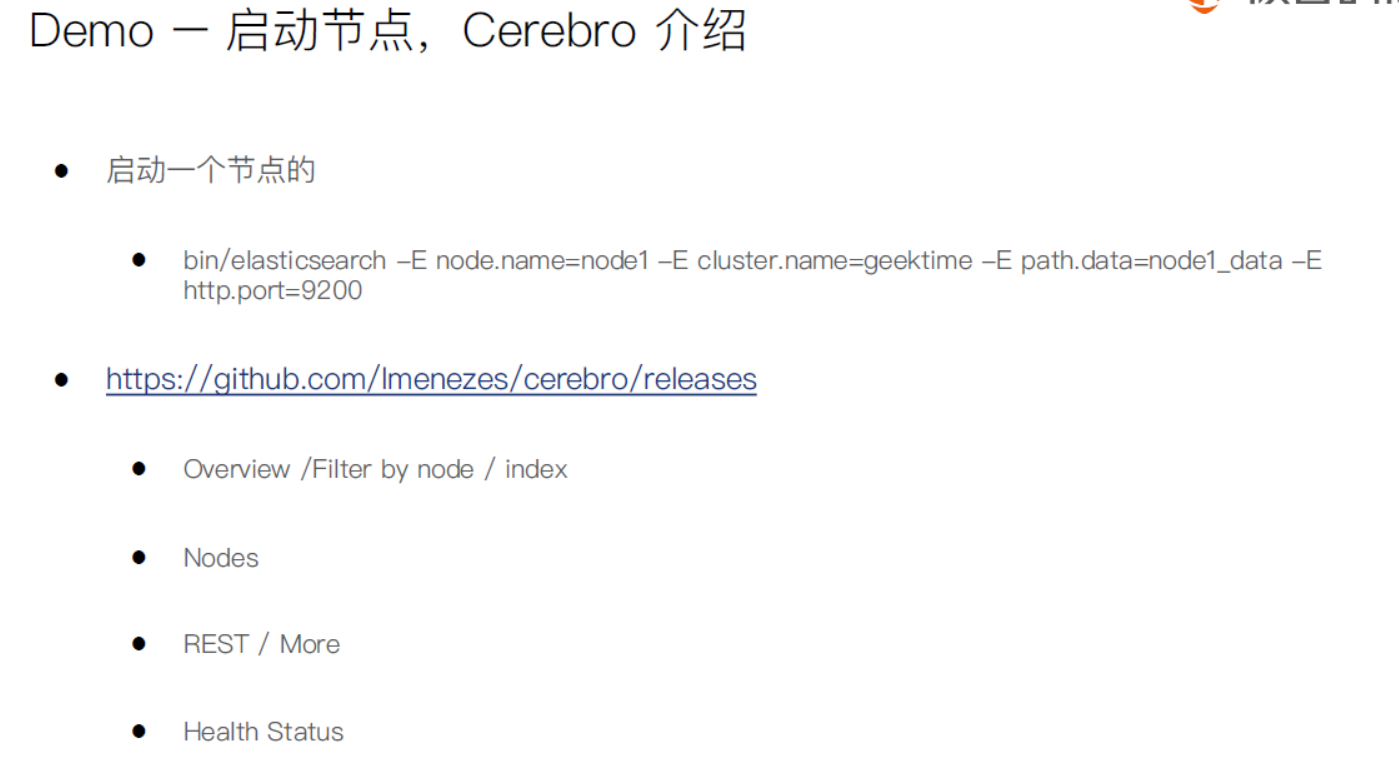 Demo – 启动节点，Cerebro 介绍
启动一个节点的
bin/elasticsearch –E node.name=node1 –E cluster.name=geektime –E path.data=node1_data –E
http.port=9200
https://github.com/lmenezes/cerebro/releases
Overview /Filter by node / index
Nodes
REST / More
Health Status